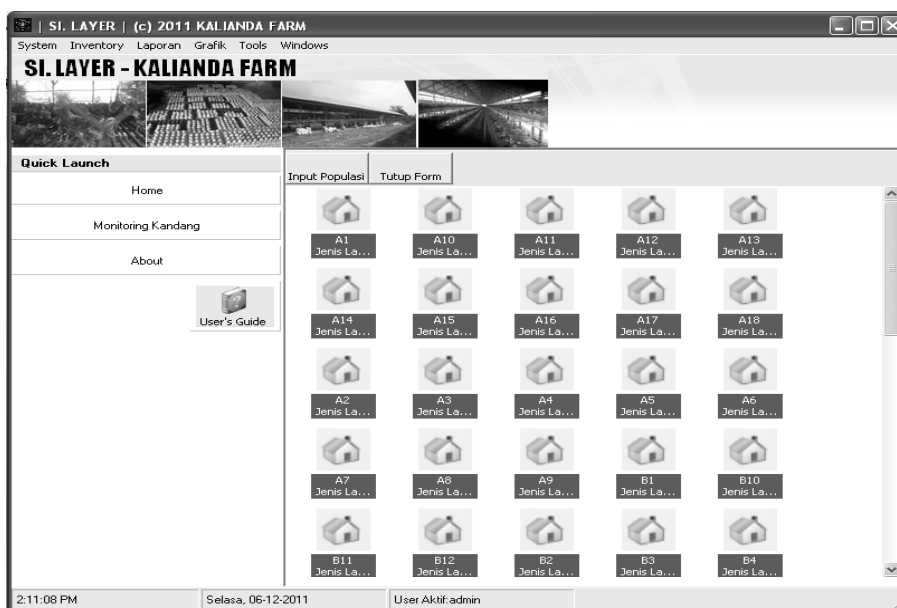 | SI. LAYER | (c) 2011 KALIANDA FARM
System Inventory Laporan Grafik Tools Windows
SI. LAYER - KALIANDA FARM
Quick Launch
Home
Monitoring Kandang
About
User's Guide
Input Populasi Tutup Form
A1 A10 A11 A12 A13
Jenis La... Jenis La... Jenis La... Jenis La... Jenis La...
A14 A15 A16 A17 A18
Jenis La... Jenis La... Jenis La... Jenis La... Jenis La...
A2 A3 A4 A5 A6
Jenis La... Jenis La... Jenis La... Jenis La... Jenis La...
A7 A8 A9 B1 B10
Jenis La... Jenis La... Jenis La... Jenis La... Jenis La...
B11 B12 B2 B3 B4
Jenis La... Jenis La... Jenis La... Jenis La... Jenis La...
2:11:08 PM Selasa, 06-12-2011 User Aktif:admin